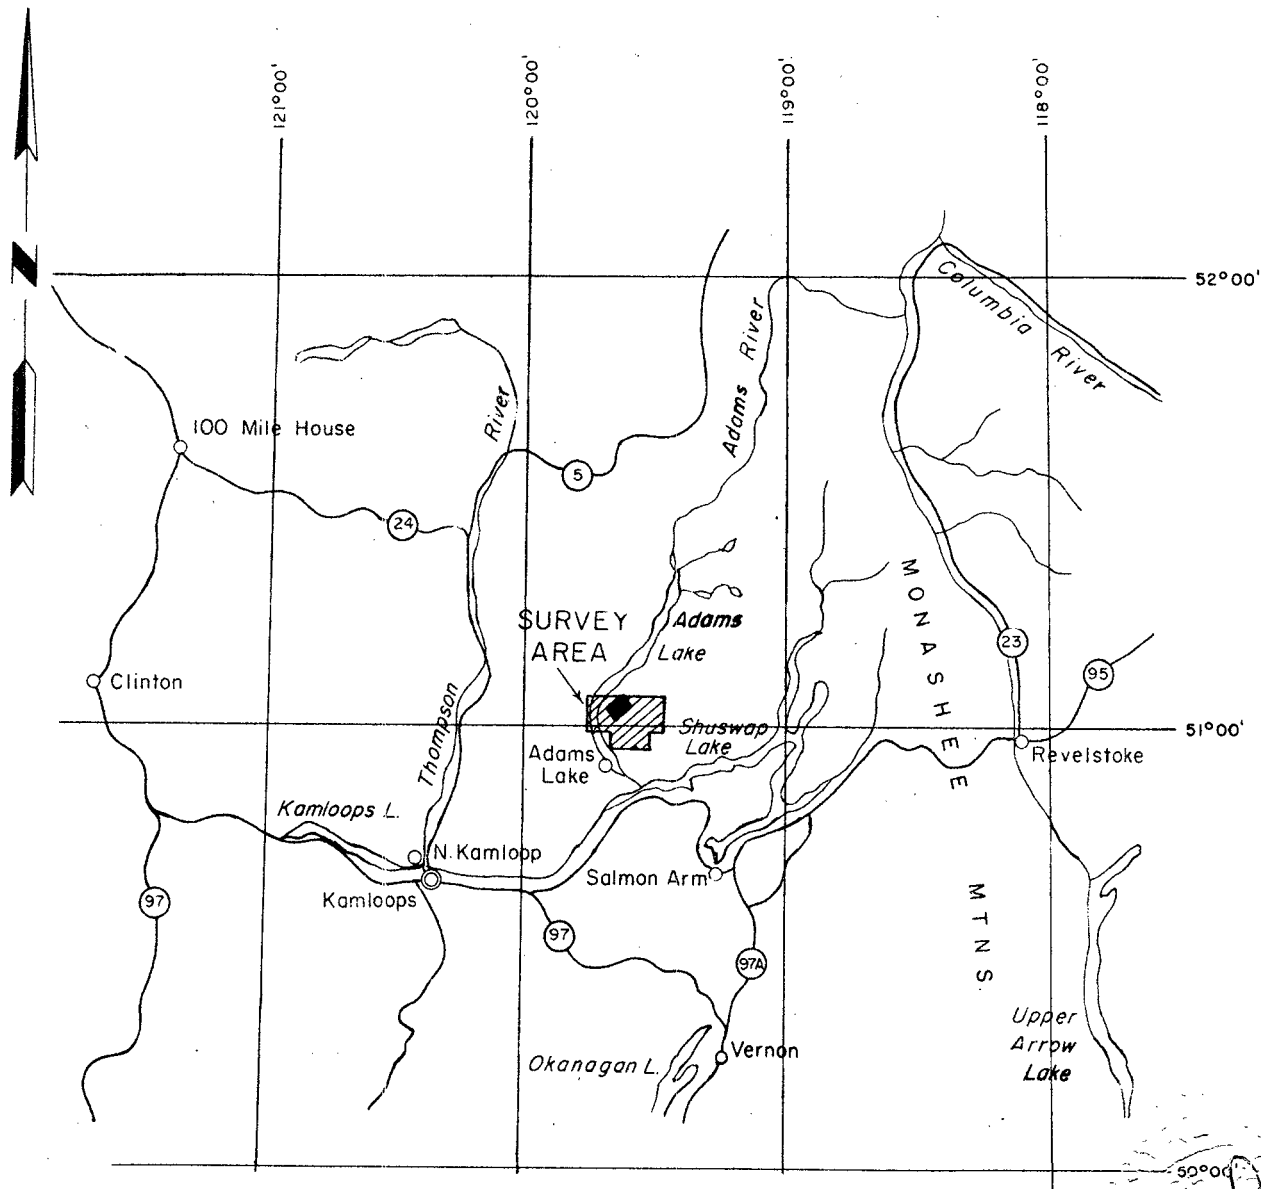 121°00'
120°00'
119°00'
118°00'
N
52°00'
Columbia River
Adams River
River
100 Mile House
5
24
MONASHEE
SURVEY
AREA
Adams
Lake
23
95
Clinton
Thompson
Shuswap
Lake
51°00'
Adams
Lake
Revelstoke
Kamloops L.
N. Kamloop
Salmon Arm
Kamloops
97
97
97A
MTNS.
Upper
Arrow
Lake
Vernon
Okanagan L.
50°00'